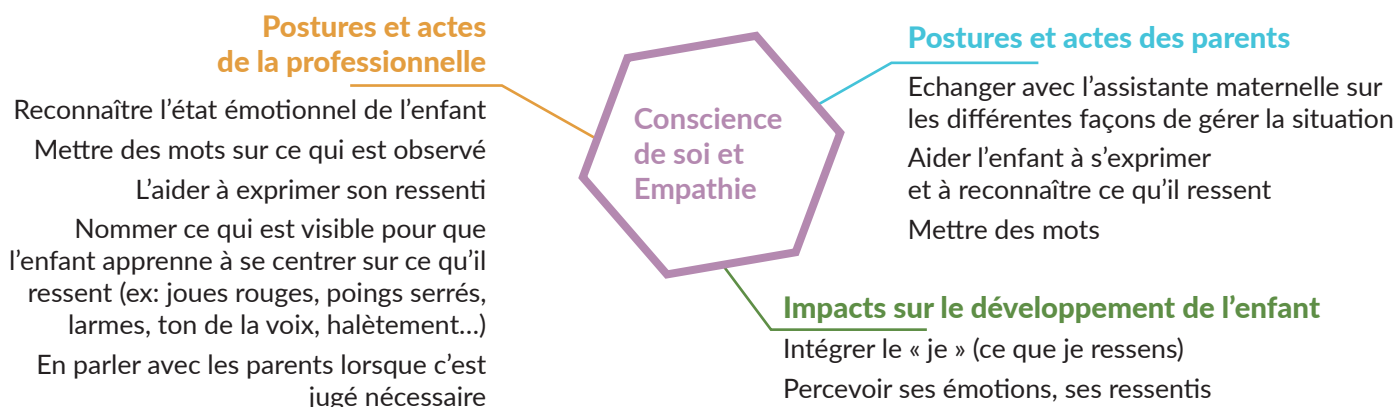 Postures et actes
de la professionnelle
Reconnaître l’état émotionnel de l’enfant
Mettre des mots sur ce qui est observé
L’aider à exprimer son ressenti
Nommer ce qui est visible pour que
l’enfant apprenne à se centrer sur ce qu’il
ressent (ex: joues rouges, poings serrés,
larmes, ton de la voix, halètement…)
En parler avec les parents lorsque c’est
jugé nécessaire
Conscience
de soi et
Empathie
Postures et actes des parents
Echanger avec l’assistante maternelle sur
les différentes façons de gérer la situation
Aider l’enfant à s’exprimer
et à reconnaître ce qu’il ressent
Mettre des mots
Impacts sur le développement de l’enfant
Intégrer le « je » (ce que je ressens)
Percevoir ses émotions, ses ressentis